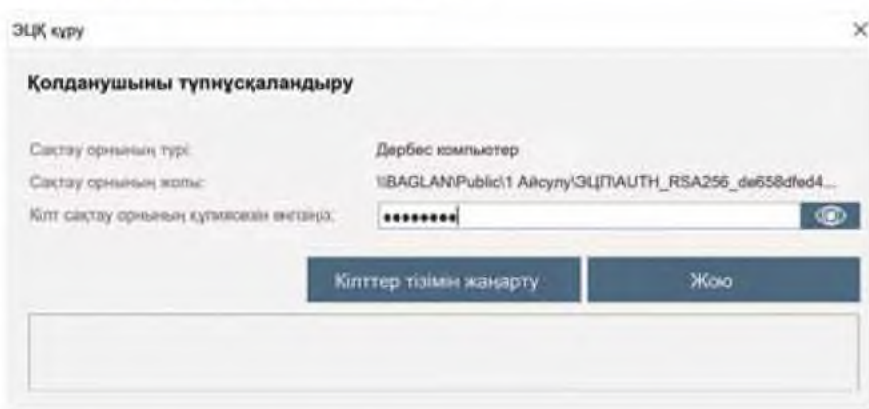 ЭЦҚ құру
Қолданушыны түпнұсқаландыру
Сақтау орнының түрі: Дербес компьютер
Сақтау орнының жолы: \\BAGLAN\Public\1 Айсулу\ЭЦП\AUTH_RSA256_de658dfed4...
Кілт сақтау орнының құпиясөзін енгізіңіз: ••••••••
Кілттер тізімін жаңарту Жою